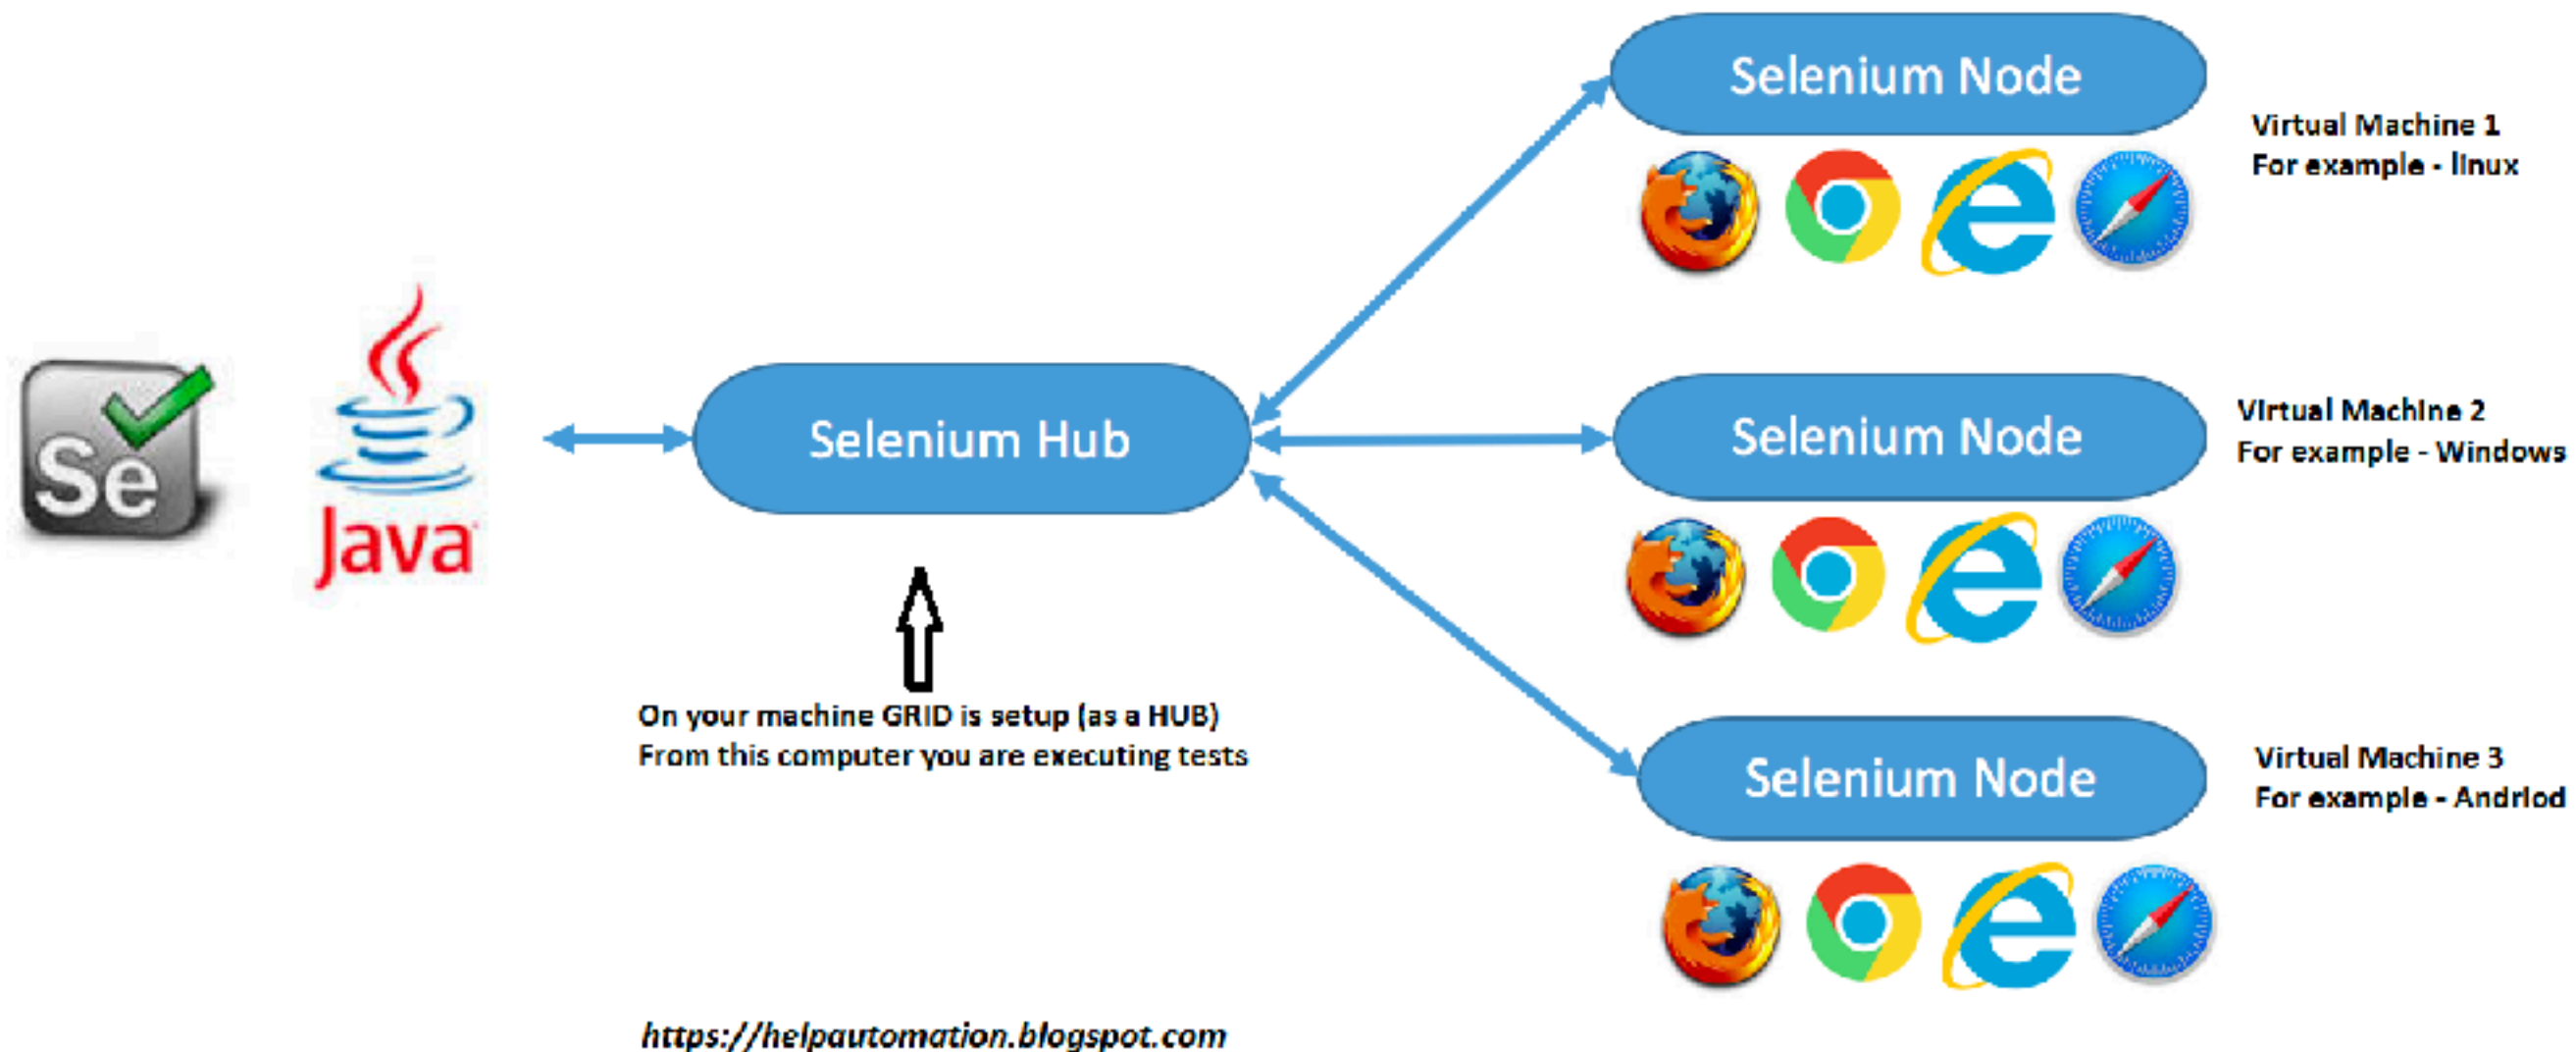 Selenium Node
Virtual Machine 1
For example - linux
Se
Java
Selenium Hub
Selenium Node
Virtual Machine 2
For example - Windows
On your machine GRID is setup (as a HUB)
From this computer you are executing tests
Selenium Node
Virtual Machine 3
For example - Andriod
https://helpautomation.blogspot.com